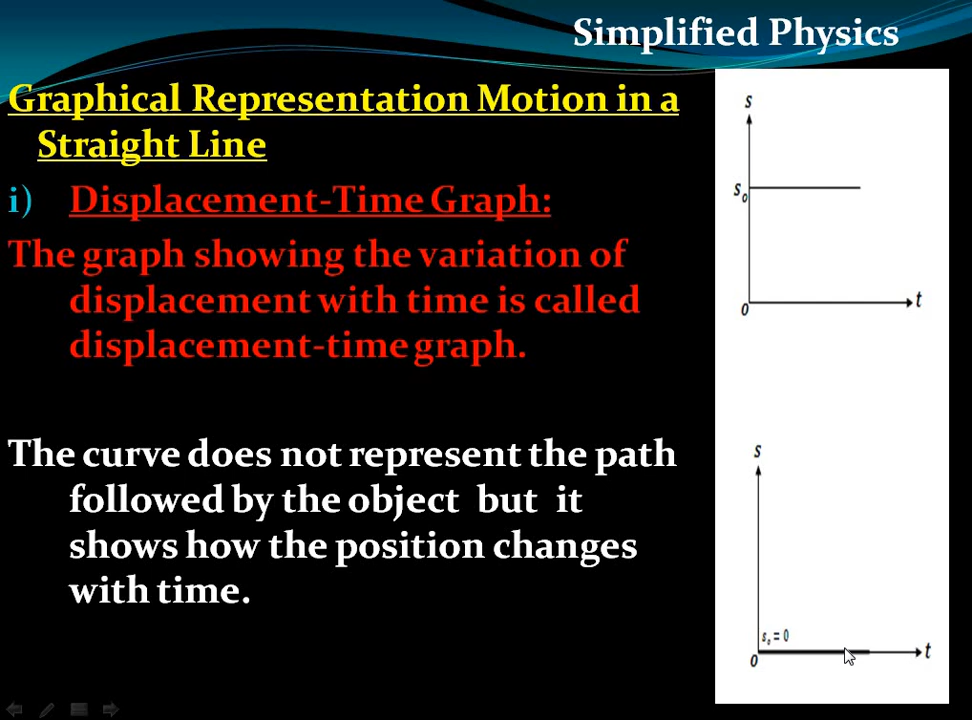 Simplified Physics
Graphical Representation Motion in a
Straight Line
i) Displacement-Time Graph:
The graph showing the variation of
displacement with time is called
displacement-time graph.
The curve does not represent the path
followed by the object but it
shows how the position changes
with time.
s
s₀
0
t
s
s₀ = 0
0
t